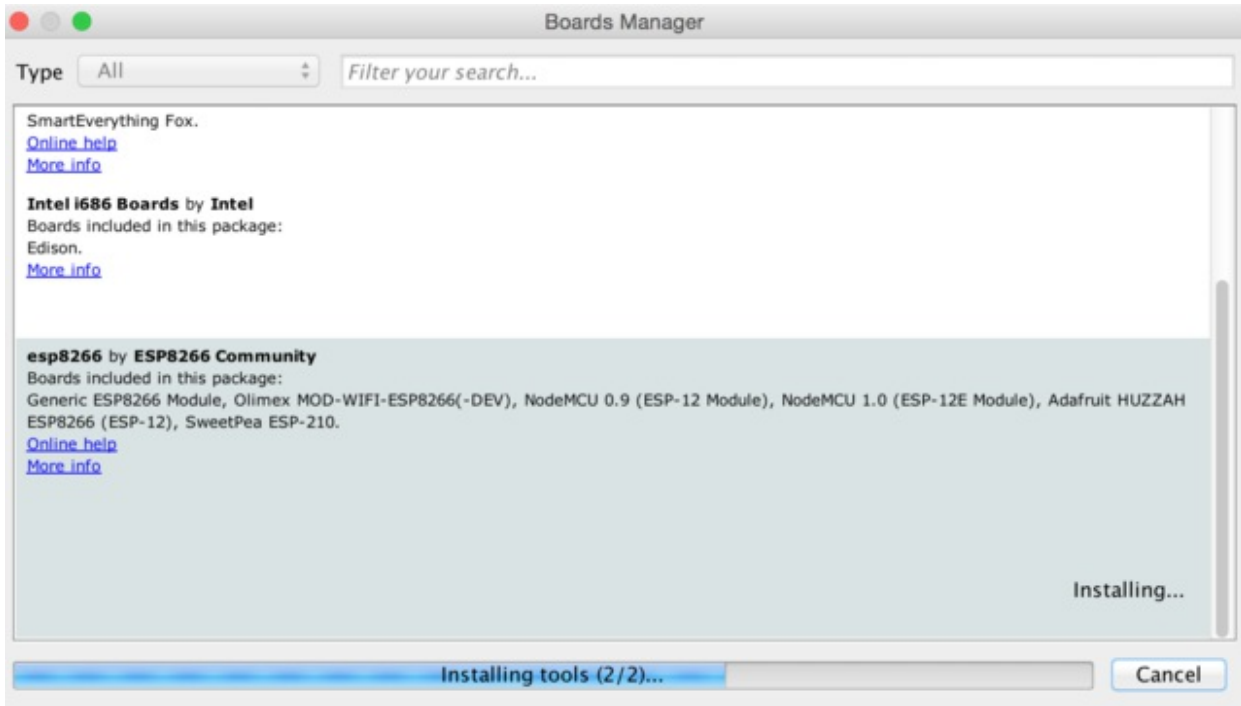 Boards Manager
Type All Filter your search...
SmartEverything Fox.
Online help
More info
Intel i686 Boards by Intel
Boards included in this package:
Edison.
More info
esp8266 by ESP8266 Community
Boards included in this package:
Generic ESP8266 Module, Olimex MOD-WIFI-ESP8266(-DEV), NodeMCU 0.9 (ESP-12 Module), NodeMCU 1.0 (ESP-12E Module), Adafruit HUZZAH
ESP8266 (ESP-12), SweetPea ESP-210.
Online help
More info
Installing...
Installing tools (2/2)... Cancel